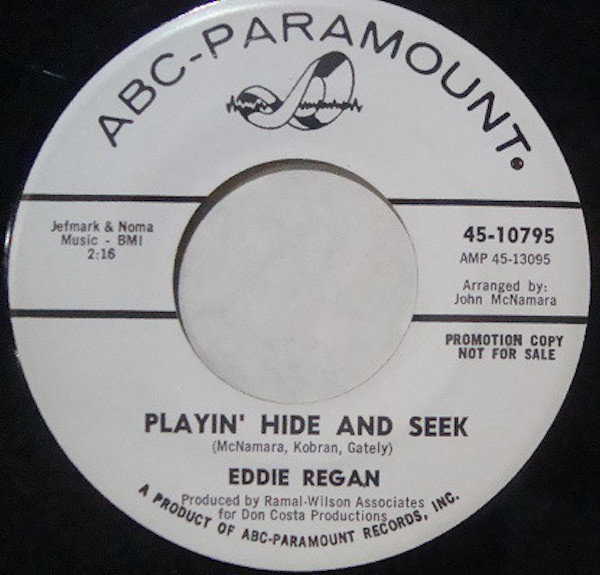 ABC-PARAMOUNT
Jefmark & Noma
Music - BMI
2:16
45-10795
AMP 45-13095
Arranged by:
John McNamara
PROMOTION COPY
NOT FOR SALE
PLAYIN' HIDE AND SEEK
(McNamara, Kobran, Gately)
EDDIE REGAN
Produced by Ramal-Wilson Associates
for Don Costa Productions
A PRODUCT OF ABC-PARAMOUNT RECORDS, INC.